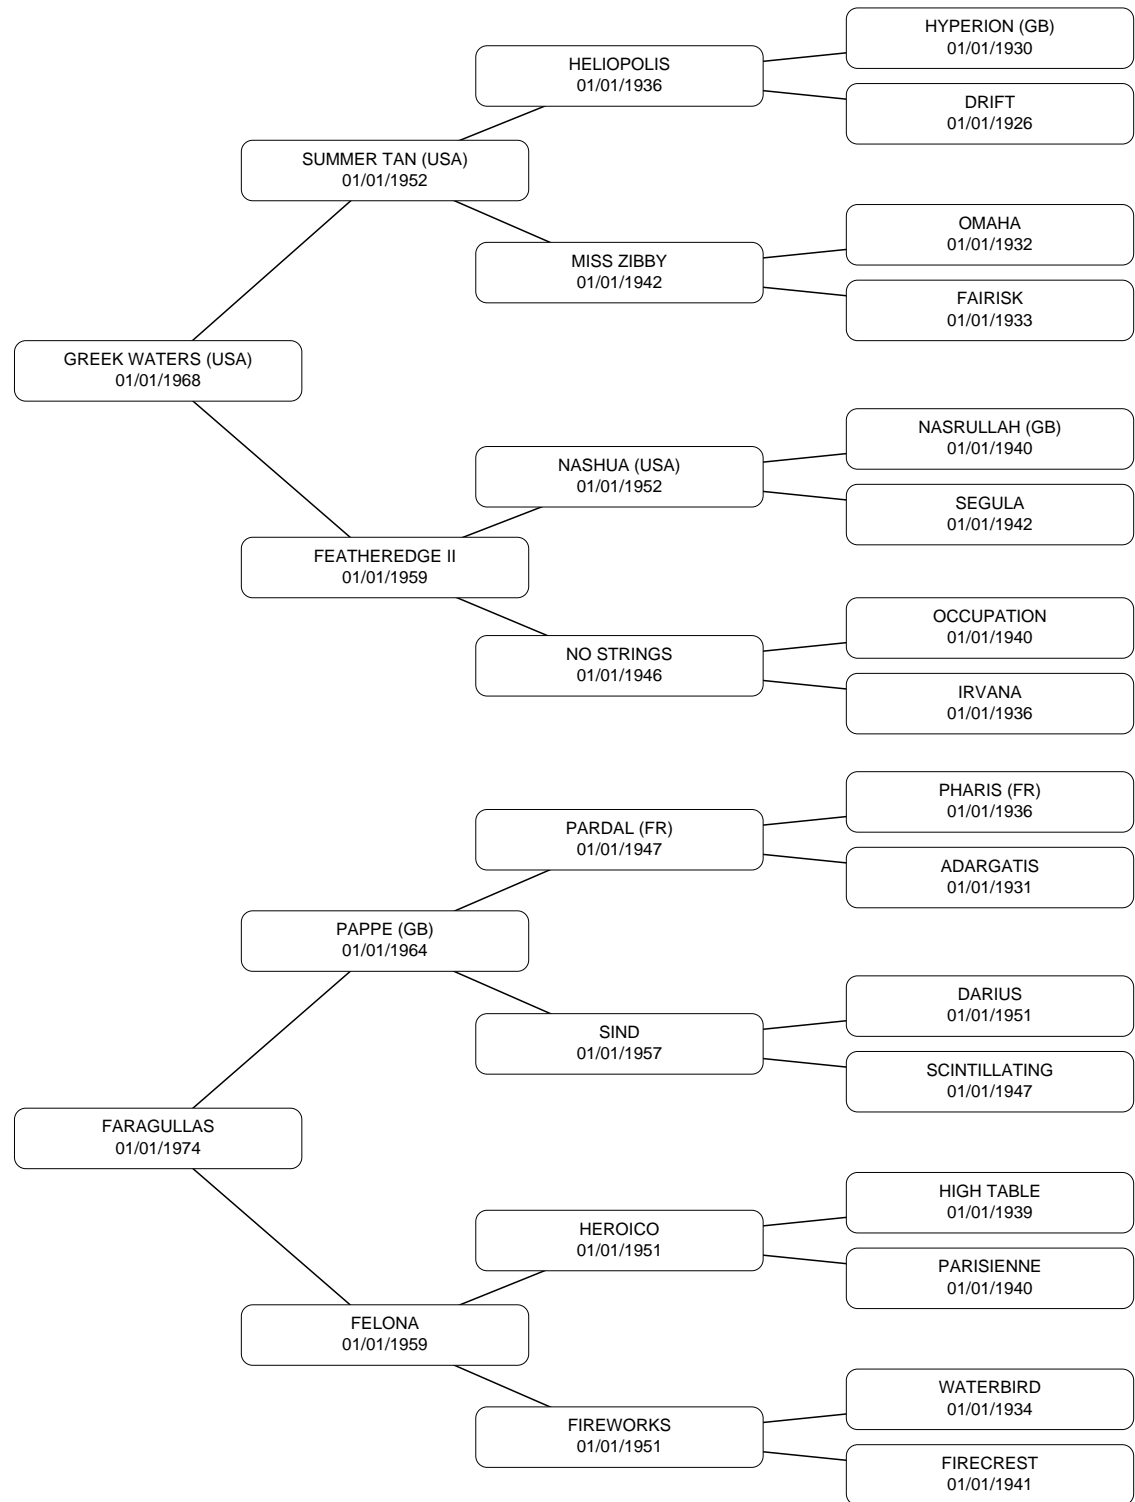 HYPERION (GB)
01/01/1930
HELIOPOLIS
01/01/1936
DRIFT
01/01/1926
SUMMER TAN (USA)
01/01/1952
OMAHA
01/01/1932
MISS ZIBBY
01/01/1942
FAIRISK
01/01/1933
GREEK WATERS (USA)
01/01/1968
NASRULLAH (GB)
01/01/1940
NASHUA (USA)
01/01/1952
SEGULA
01/01/1942
FEATHEREDGE II
01/01/1959
OCCUPATION
01/01/1940
NO STRINGS
01/01/1946
IRVANA
01/01/1936
PHARIS (FR)
01/01/1936
PARDAL (FR)
01/01/1947
ADARGATIS
01/01/1931
PAPPE (GB)
01/01/1964
DARIUS
01/01/1951
SIND
01/01/1957
SCINTILLATING
01/01/1947
FARAGULLAS
01/01/1974
HIGH TABLE
01/01/1939
HEROICO
01/01/1951
PARISIENNE
01/01/1940
FELONA
01/01/1959
WATERBIRD
01/01/1934
FIREWORKS
01/01/1951
FIRECREST
01/01/1941